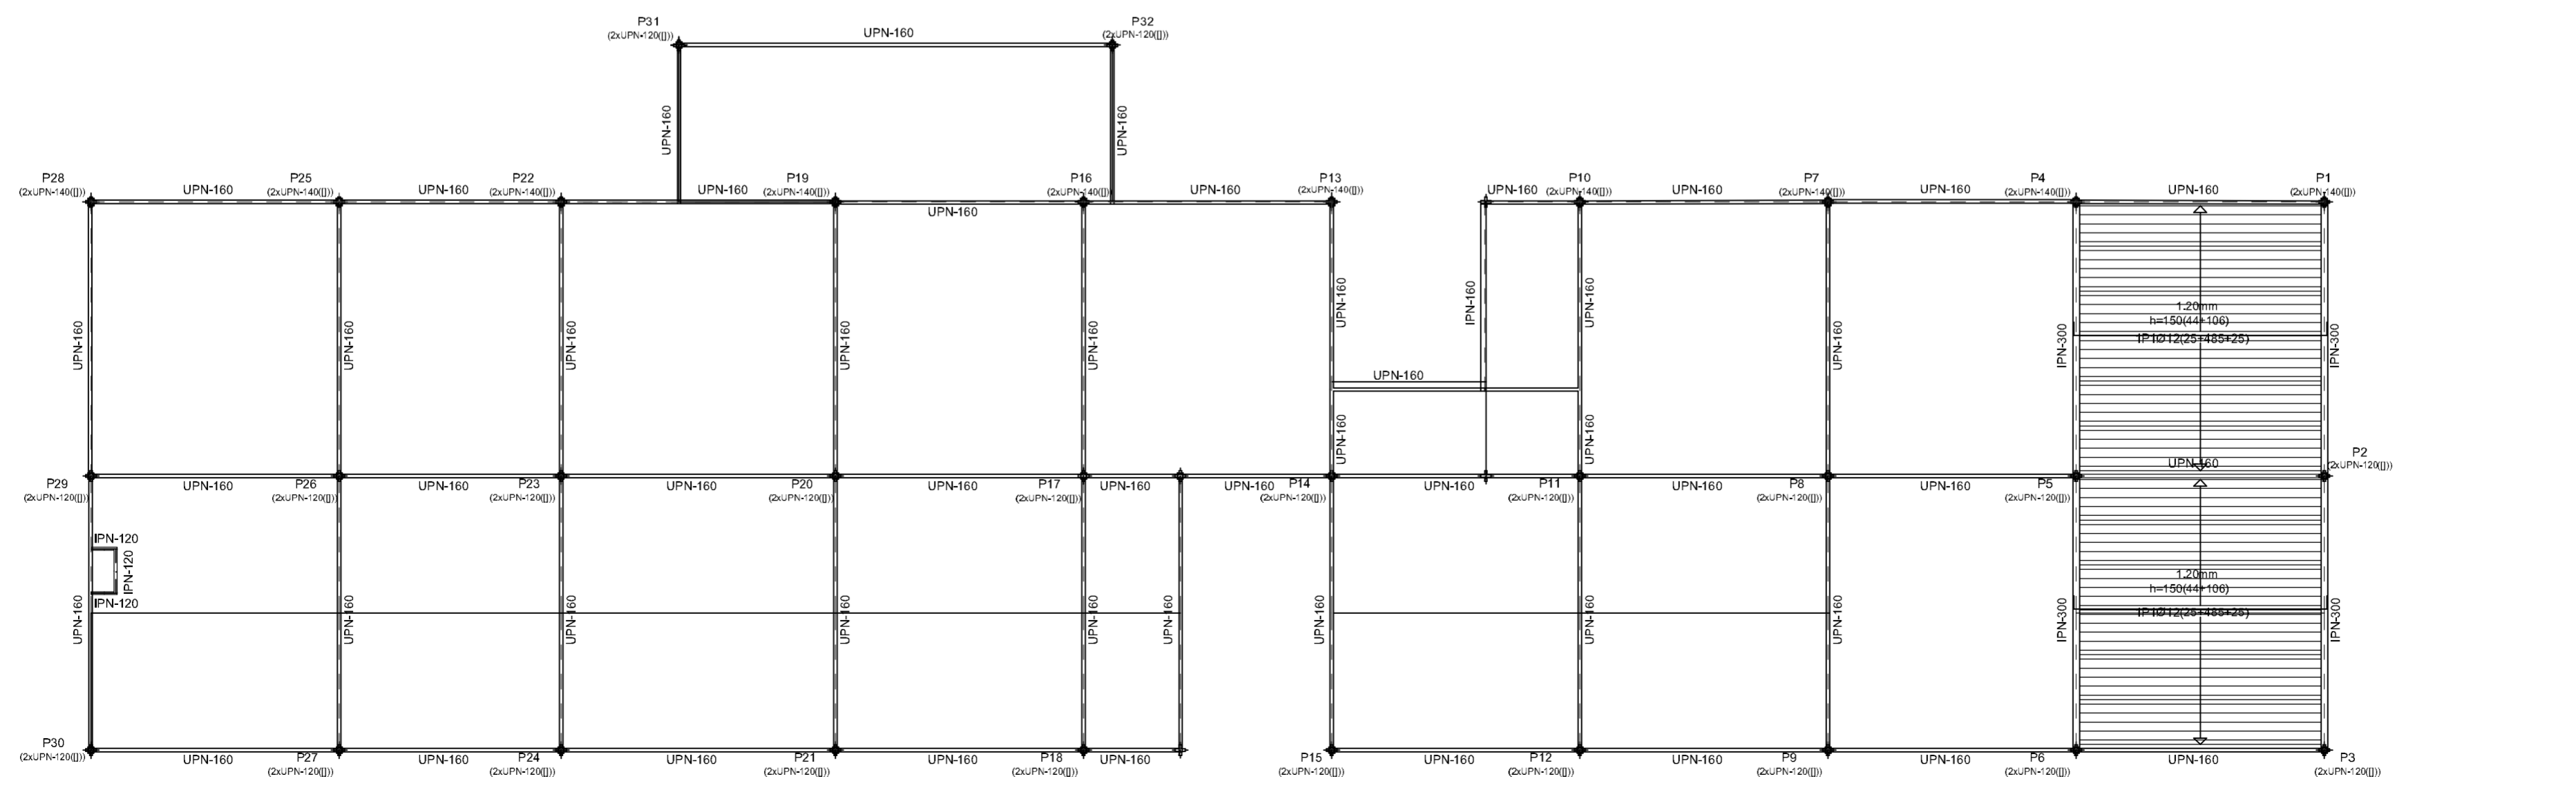 P31
(2xUPN-120([]))
UPN-160
P32
(2xUPN-120([]))
UPN-160
UPN-160
P28
(2xUPN-140([]))
UPN-160
P25
(2xUPN-140([]))
UPN-160
P22
(2xUPN-140([]))
UPN-160
P19
(2xUPN-140([]))
UPN-160
P16
(2xUPN-140([]))
UPN-160
P13
(2xUPN-140([]))
UPN-160
P10
(2xUPN-140([]))
UPN-160
P7
(2xUPN-140([]))
UPN-160
P4
(2xUPN-140([]))
UPN-160
P1
(2xUPN-140([]))
UPN-160
UPN-160
UPN-160
UPN-160
UPN-160
UPN-160
IPN-160
UPN-160
UPN-160
IPN-300
1.20mm
h=150(44+106)
IP1Ø12(25+485+25)
IPN-300
UPN-160
UPN-160
UPN-160
P29
(2xUPN-120([]))
UPN-160
P26
(2xUPN-120([]))
UPN-160
P23
(2xUPN-120([]))
UPN-160
P20
(2xUPN-120([]))
UPN-160
P17
(2xUPN-120([]))
UPN-160
UPN-160
P14
(2xUPN-120([]))
UPN-160
P11
(2xUPN-120([]))
UPN-160
P8
(2xUPN-120([]))
UPN-160
P5
(2xUPN-120([]))
UPN-160
P2
(2xUPN-120([]))
IPN-120
IPN-120
IPN-120
UPN-160
UPN-160
UPN-160
UPN-160
UPN-160
UPN-160
UPN-160
UPN-160
UPN-160
IPN-300
1.20mm
h=150(44+106)
IP1Ø12(25+485+25)
IPN-300
P30
(2xUPN-120([]))
UPN-160
P27
(2xUPN-120([]))
UPN-160
P24
(2xUPN-120([]))
UPN-160
P21
(2xUPN-120([]))
UPN-160
P18
(2xUPN-120([]))
UPN-160
P15
(2xUPN-120([]))
UPN-160
P12
(2xUPN-120([]))
UPN-160
P9
(2xUPN-120([]))
UPN-160
P6
(2xUPN-120([]))
UPN-160
P3
(2xUPN-120([]))